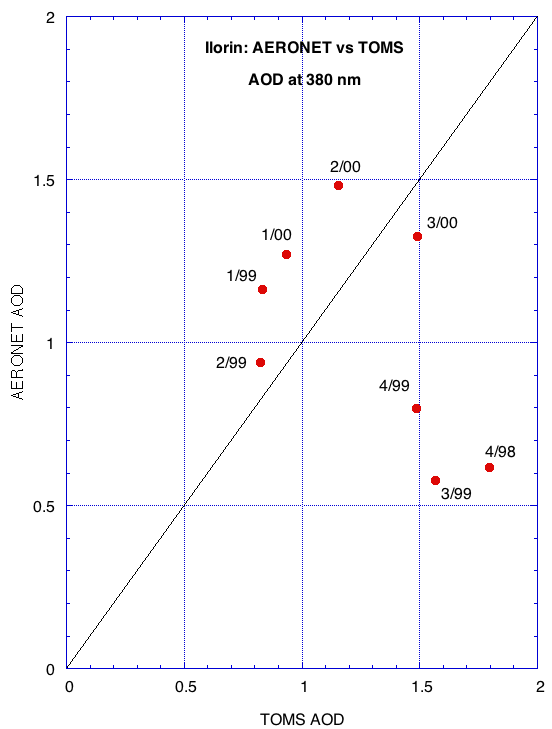 2
Ilorin: AERONET vs TOMS
AOD at 380 nm
2/00
1.5
3/00
1/00
1/99
AERONET AOD
1
2/99
4/99
4/98
3/99
0.5
0
0 0.5 1 1.5 2
TOMS AOD